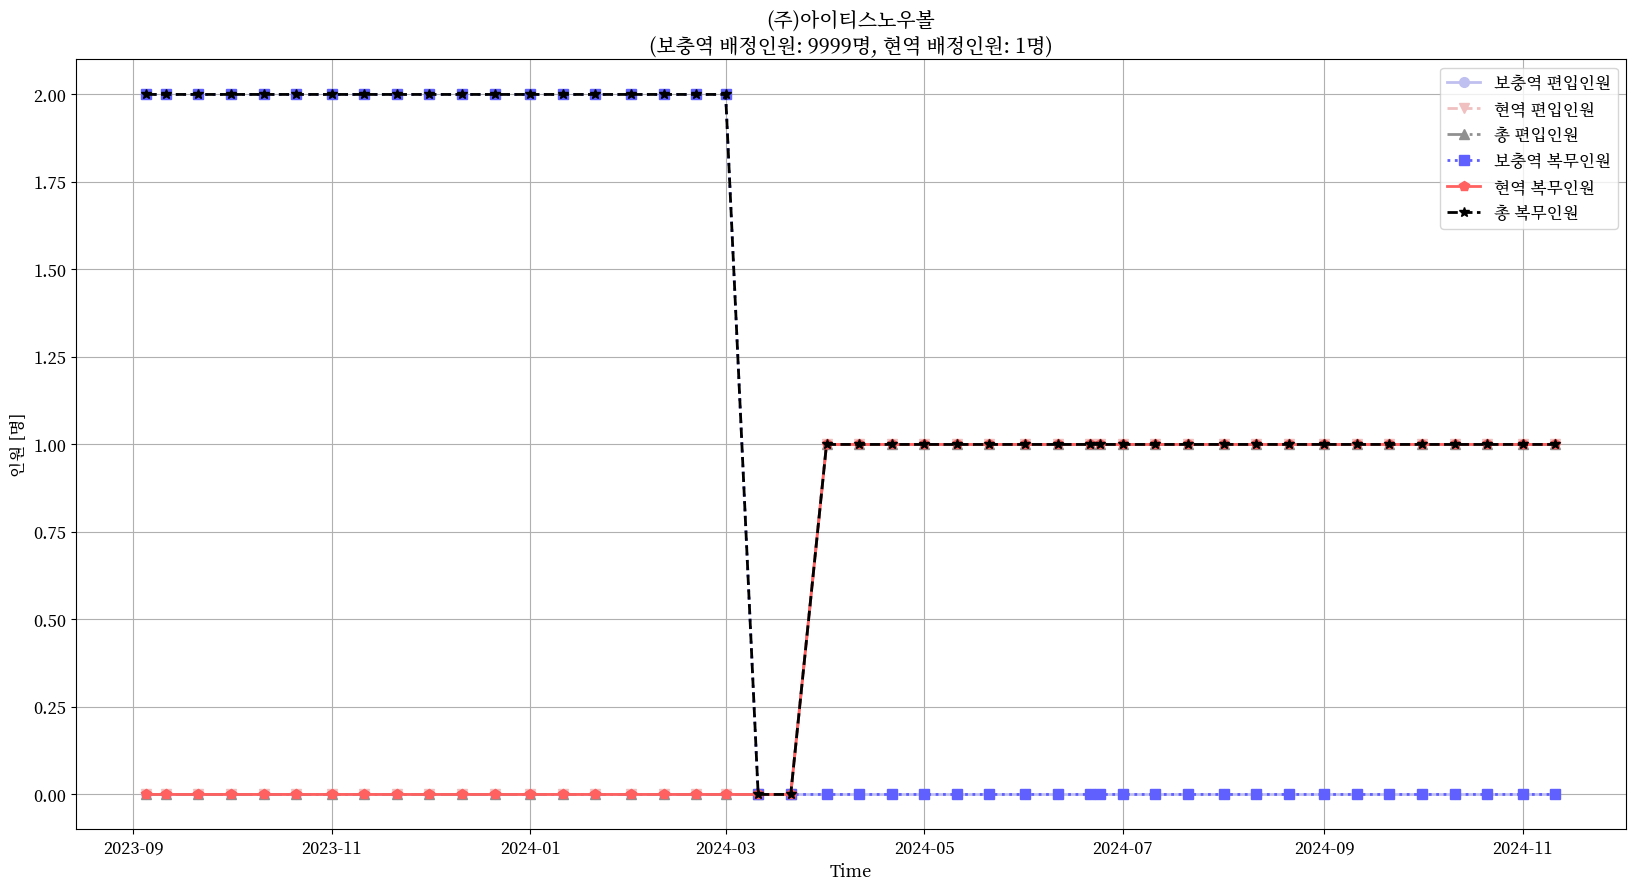 (주)아이티스노우볼
(보충역 배정인원: 9999명, 현역 배정인원: 1명)
보충역 편입인원
현역 편입인원
총 편입인원
보충역 복무인원
현역 복무인원
총 복무인원
2.00
1.75
1.50
1.25
1.00
0.75
0.50
0.25
0.00
인원 [명]
2023-09 2023-11 2024-01 2024-03 2024-05 2024-07 2024-09 2024-11
Time